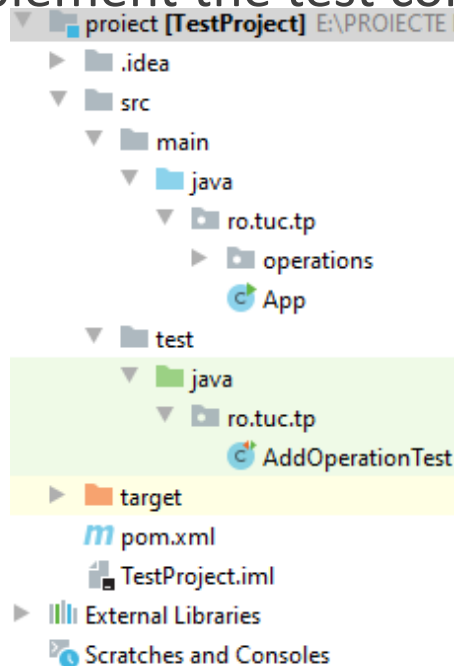 proiect [TestProject] E:\PROIECTE
.idea
src
main
java
ro.tuc.tp
operations
App
test
java
ro.tuc.tp
AddOperationTest
target
pom.xml
TestProject.iml
External Libraries
Scratches and Consoles